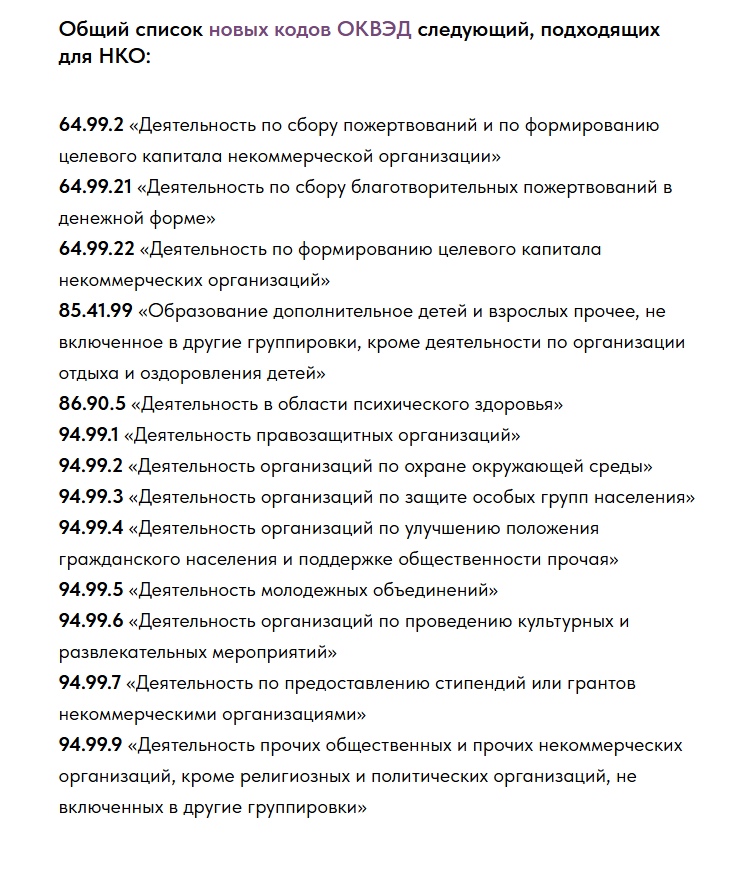 Общий список новых кодов ОКВЭД следующий, подходящих
для НКО:
64.99.2 «Деятельность по сбору пожертвований и по формированию
целевого капитала некоммерческой организации»
64.99.21 «Деятельность по сбору благотворительных пожертвований в
денежной форме»
64.99.22 «Деятельность по формированию целевого капитала
некоммерческих организаций»
85.41.99 «Образование дополнительное детей и взрослых прочее, не
включенное в другие группировки, кроме деятельности по организации
отдыха и оздоровления детей»
86.90.5 «Деятельность в области психического здоровья»
94.99.1 «Деятельность правозащитных организаций»
94.99.2 «Деятельность организаций по охране окружающей среды»
94.99.3 «Деятельность организаций по защите особых групп населения»
94.99.4 «Деятельность организаций по улучшению положения
гражданского населения и поддержке общественности прочая»
94.99.5 «Деятельность молодежных объединений»
94.99.6 «Деятельность организаций по проведению культурных и
развлекательных мероприятий»
94.99.7 «Деятельность по предоставлению стипендий или грантов
некоммерческими организациями»
94.99.9 «Деятельность прочих общественных и прочих некоммерческих
организаций, кроме религиозных и политических организаций, не
включенных в другие группировки»